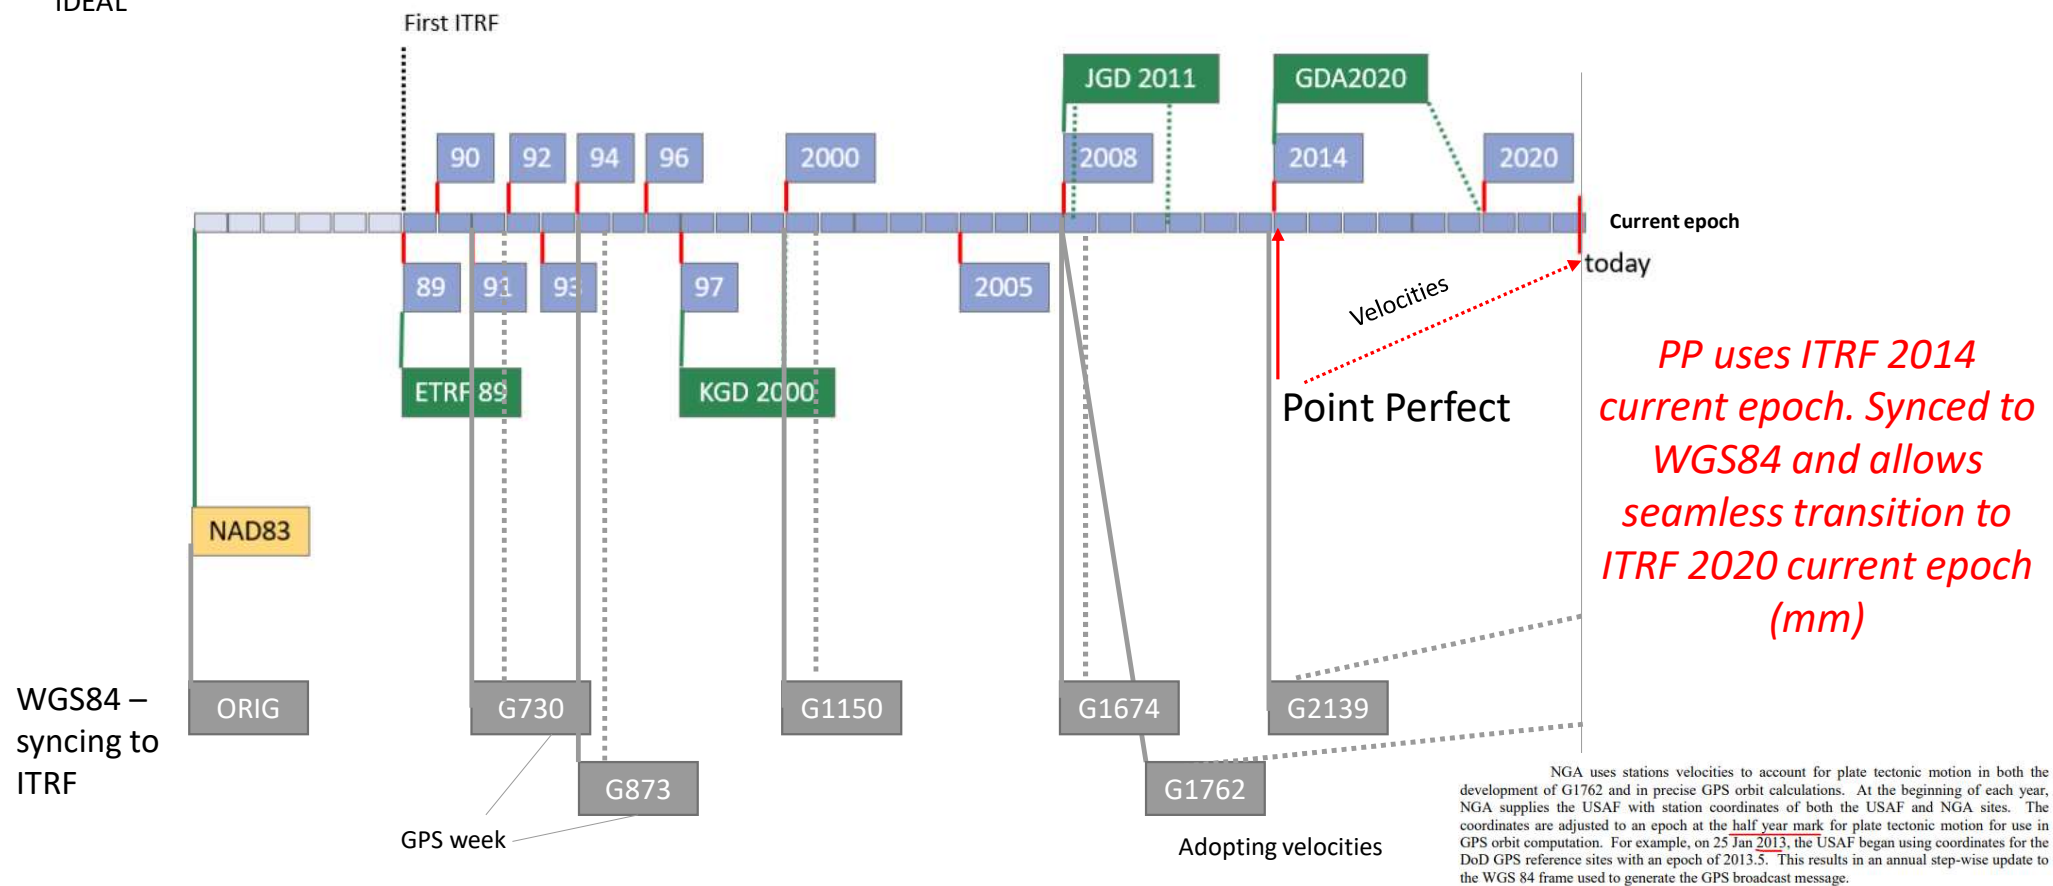 IDEAL
First ITRF
JGD 2011
GDA2020
90
92
94
96
2000
2008
2014
2020
Current epoch
today
89
91
93
97
2005
Velocities
ETRF 89
KGD 2000
Point Perfect
PP uses ITRF 2014
current epoch. Synced to
WGS84 and allows
seamless transition to
ITRF 2020 current epoch
(mm)
NAD83
WGS84 –
syncing to
ITRF
ORIG
G730
G1150
G1674
G2139
G873
G1762
GPS week
Adopting velocities
NGA uses stations velocities to account for plate tectonic motion in both the
development of G1762 and in precise GPS orbit calculations. At the beginning of each year,
NGA supplies the USAF with station coordinates of both the USAF and NGA sites. The
coordinates are adjusted to an epoch at the half year mark for plate tectonic motion for use in
GPS orbit computation. For example, on 25 Jan 2013, the USAF began using coordinates for the
DoD GPS reference sites with an epoch of 2013.5. This results in an annual step-wise update to
the WGS 84 frame used to generate the GPS broadcast message.